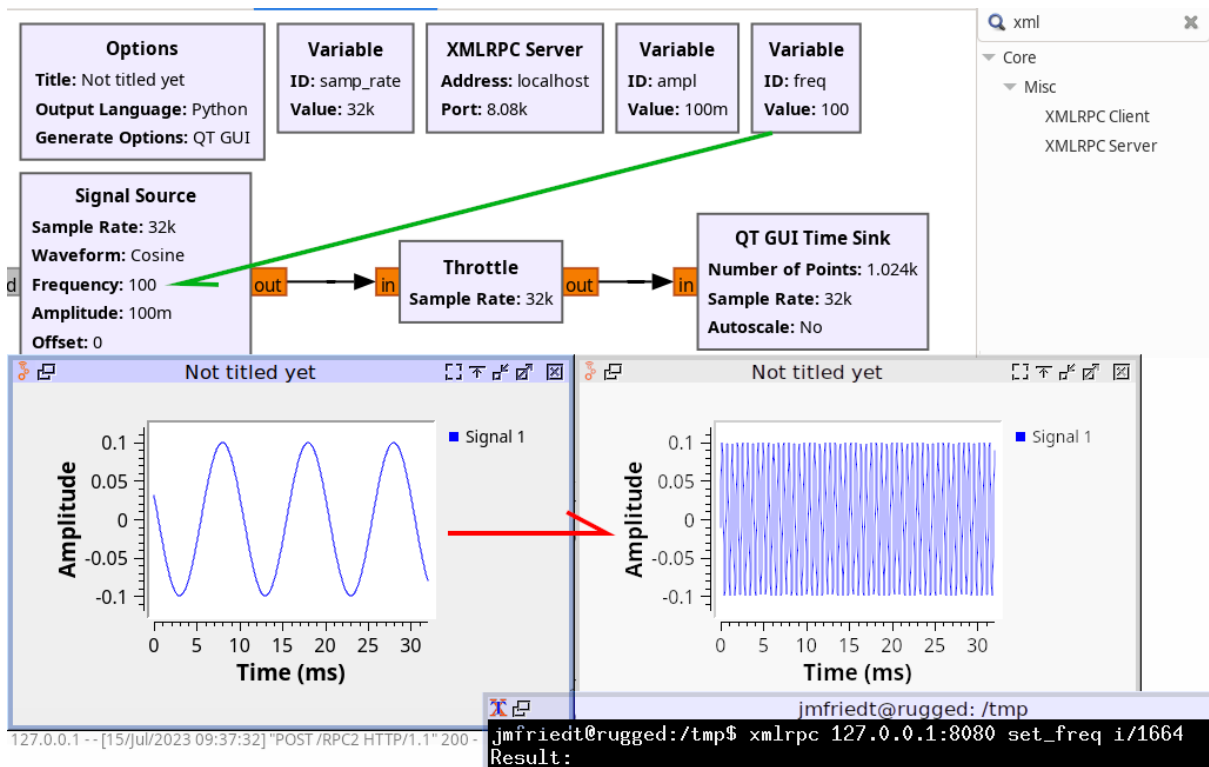 Options
Title: Not titled yet
Output Language: Python
Generate Options: QT GUI
Variable
ID: samp_rate
Value: 32k
XMLRPC Server
Address: localhost
Port: 8.08k
Variable
ID: ampl
Value: 100m
Variable
ID: freq
Value: 100
xml
Core
Misc
XMLRPC Client
XMLRPC Server
Signal Source
Sample Rate: 32k
Waveform: Cosine
Frequency: 100
Amplitude: 100m
Offset: 0
d
out
in
Throttle
Sample Rate: 32k
out
in
QT GUI Time Sink
Number of Points: 1.024k
Sample Rate: 32k
Autoscale: No
Not titled yet
Signal 1
Amplitude
0.1
0.05
0
-0.05
-0.1
0 5 10 15 20 25 30
Time (ms)
Not titled yet
Signal 1
Amplitude
0.1
0.05
0
-0.05
-0.1
0 5 10 15 20 25 30
Time (ms)
127.0.0.1 - - [15/Jul/2023 09:37:32] "POST /RPC2 HTTP/1.1" 200 -
jmfriedt@rugged: /tmp
jmfriedt@rugged:/tmp$ xmlrpc 127.0.0.1:8080 set_freq i/1664
Result: